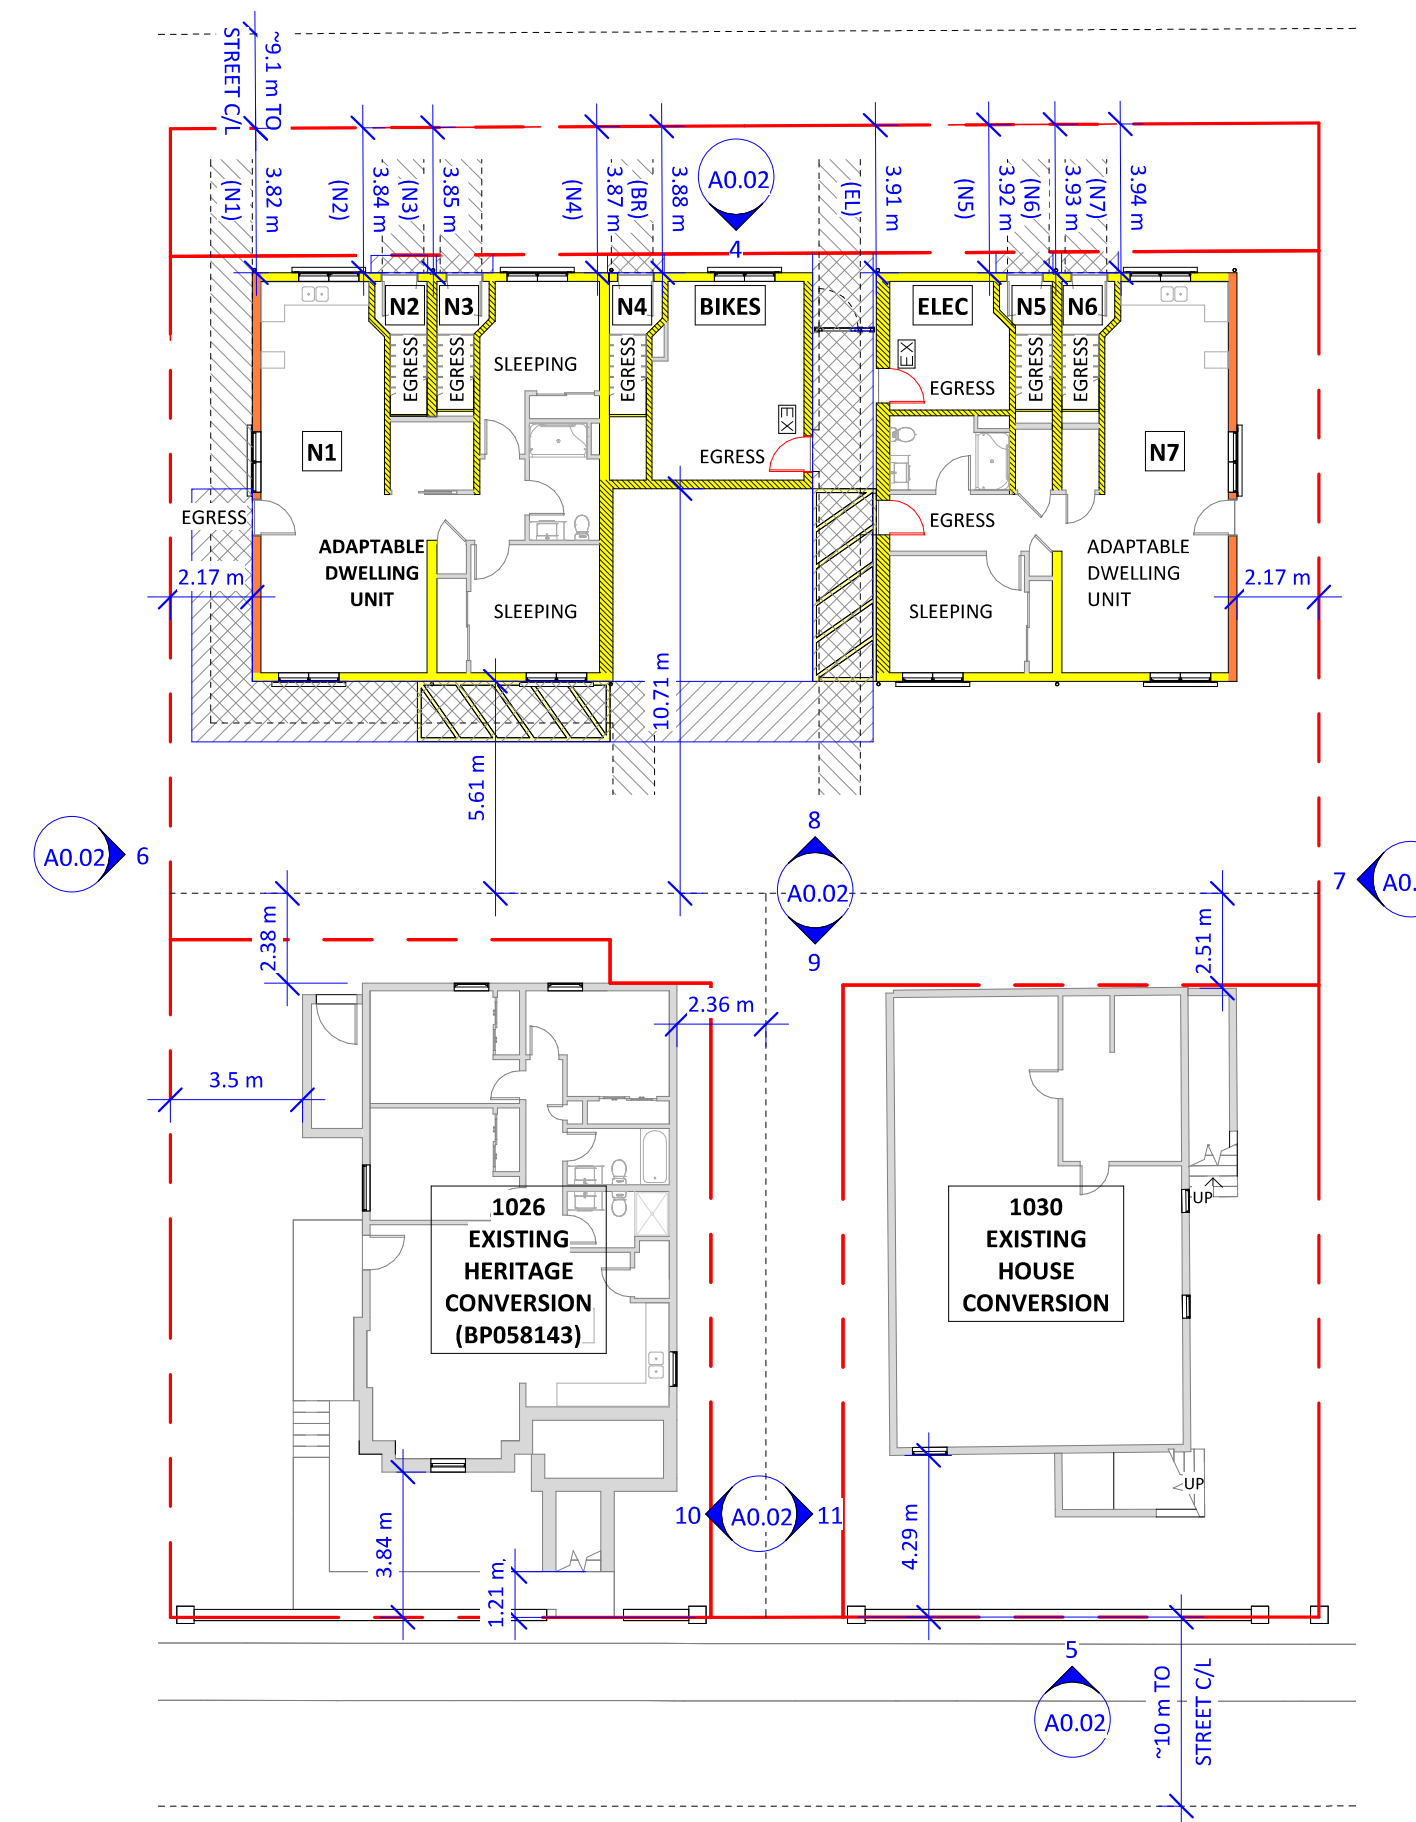 ~9.1 m TO
STREET C/L
3.82 m
(N1)
(N2)
3.84 m
(N3)
3.85 m
(N4)
3.87 m
(BR)
3.88 m
A0.02
4
(EL)
3.91 m
(N5)
3.92 m
(N6)
3.93 m
(N7)
3.94 m
N2
N3
N4
BIKES
ELEC
N5
N6
EGRESS
EGRESS
SLEEPING
EGRESS
EX
EGRESS
EX
EGRESS
EGRESS
EGRESS
N1
N7
EGRESS
EGRESS
ADAPTABLE
DWELLING
UNIT
SLEEPING
EGRESS
SLEEPING
ADAPTABLE
DWELLING
UNIT
2.17 m
2.17 m
10.71 m
5.61 m
A0.02
6
8
A0.02
9
7
A0.
2.38 m
2.51 m
2.36 m
3.5 m
1026
EXISTING
HERITAGE
CONVERSION
(BP058143)
1030
EXISTING
HOUSE
CONVERSION
UP
UP
10
A0.02
11
3.84 m
1.21 m
4.29 m
5
A0.02
~10 m TO
STREET C/L